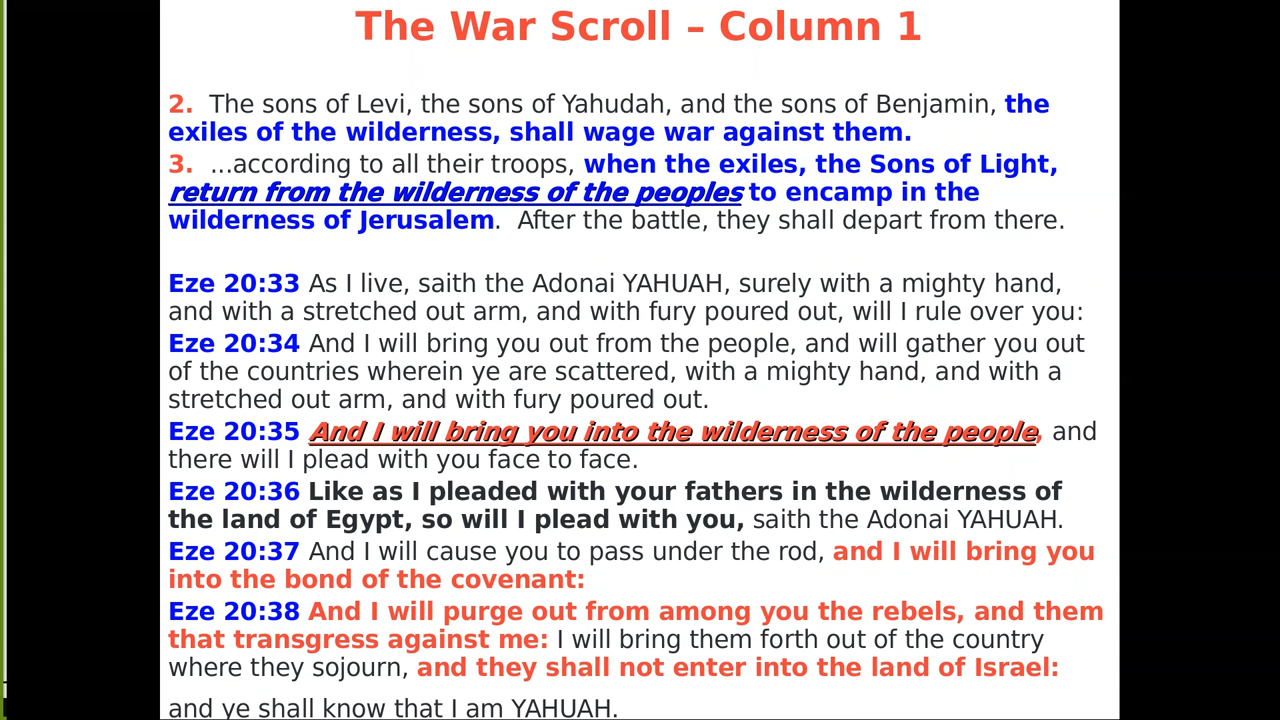 The War Scroll – Column 1
2.  The sons of Levi, the sons of Yahudah, and the sons of Benjamin, the
exiles of the wilderness, shall wage war against them.
3.  ...according to all their troops, when the exiles, the Sons of Light,
return from the wilderness of the peoples to encamp in the
wilderness of Jerusalem.  After the battle, they shall depart from there.
Eze 20:33 As I live, saith the Adonai YAHUAH, surely with a mighty hand,
and with a stretched out arm, and with fury poured out, will I rule over you:
Eze 20:34 And I will bring you out from the people, and will gather you out
of the countries wherein ye are scattered, with a mighty hand, and with a
stretched out arm, and with fury poured out.
Eze 20:35 And I will bring you into the wilderness of the people, and
there will I plead with you face to face.
Eze 20:36 Like as I pleaded with your fathers in the wilderness of
the land of Egypt, so will I plead with you, saith the Adonai YAHUAH.
Eze 20:37 And I will cause you to pass under the rod, and I will bring you
into the bond of the covenant:
Eze 20:38 And I will purge out from among you the rebels, and them
that transgress against me: I will bring them forth out of the country
where they sojourn, and they shall not enter into the land of Israel:
and ye shall know that I am YAHUAH.